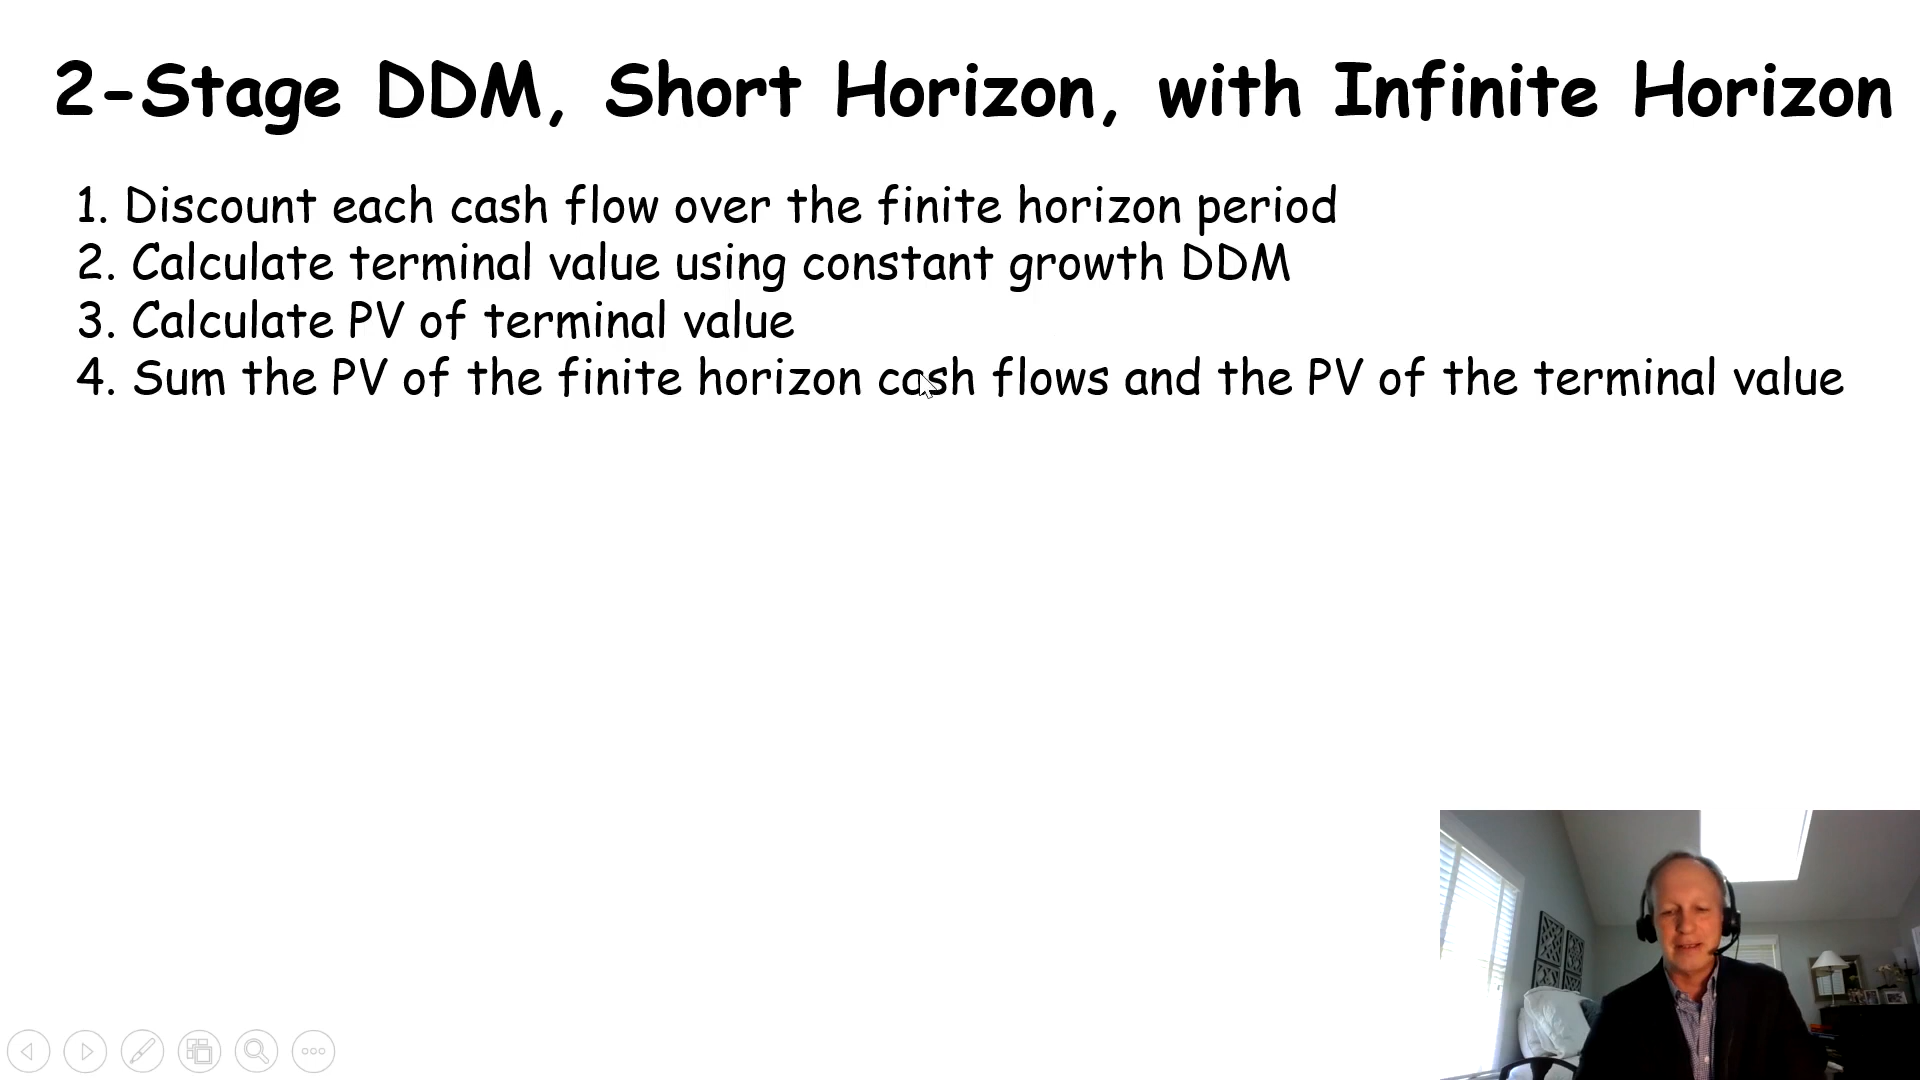 2-Stage DDM, Short Horizon, with Infinite Horizon
1. Discount each cash flow over the finite horizon period
2. Calculate terminal value using constant growth DDM
3. Calculate PV of terminal value
4. Sum the PV of the finite horizon cash flows and the PV of the terminal value